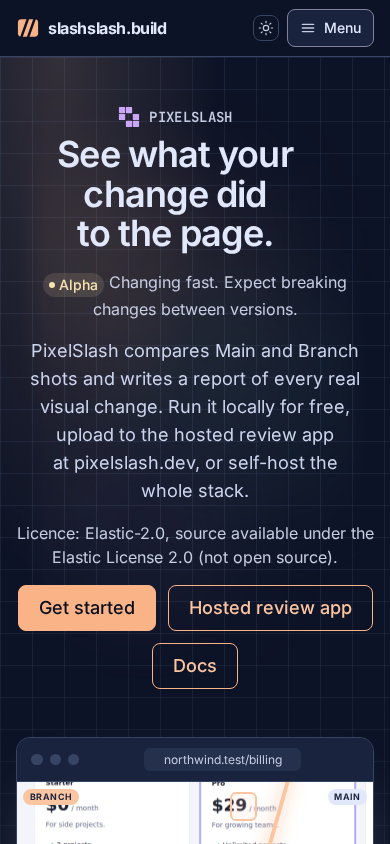 slashslash.build
Menu
PIXELSLASH
See what your
change did
to the page.
Alpha Changing fast. Expect breaking
changes between versions.
PixelSlash compares Main and Branch
shots and writes a report of every real
visual change. Run it locally for free,
upload to the hosted review app
at pixelslash.dev, or self-host the
whole stack.
Licence: Elastic-2.0, source available under the
Elastic License 2.0 (not open source).
Get started
Hosted review app
Docs
northwind.test/billing
Starter
Pro
BRANCH
MAIN
$0 / month
$29 / month
For side projects.
For growing teams.